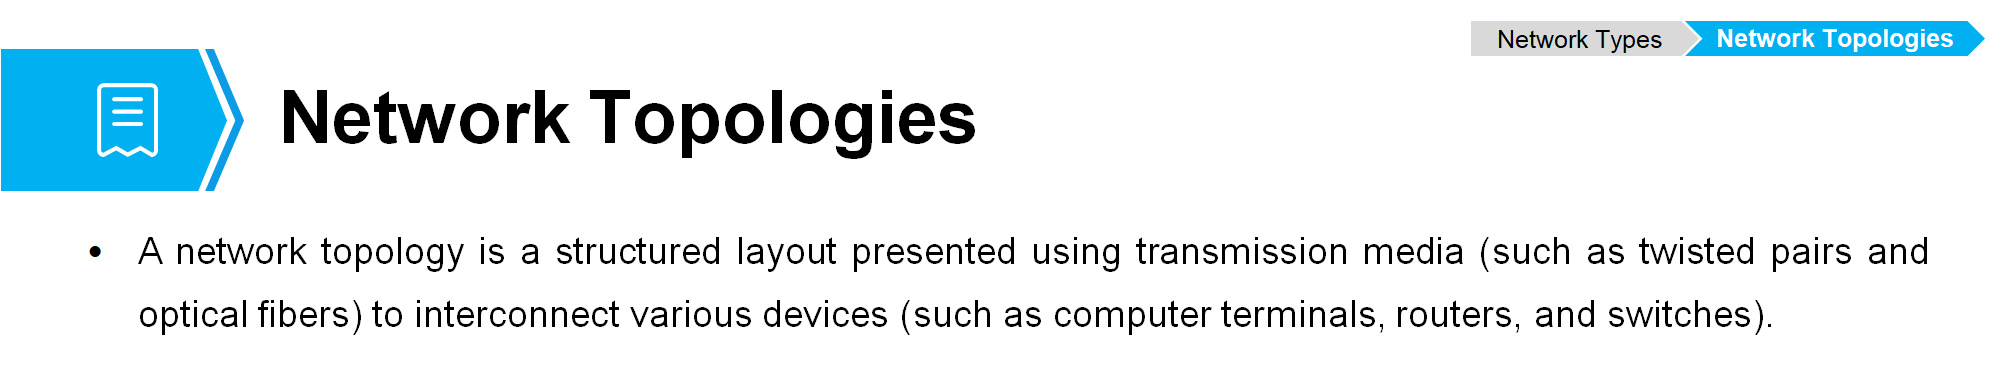 Network Types
Network Topologies
Network Topologies
• A network topology is a structured layout presented using transmission media (such as twisted pairs and
optical fibers) to interconnect various devices (such as computer terminals, routers, and switches).